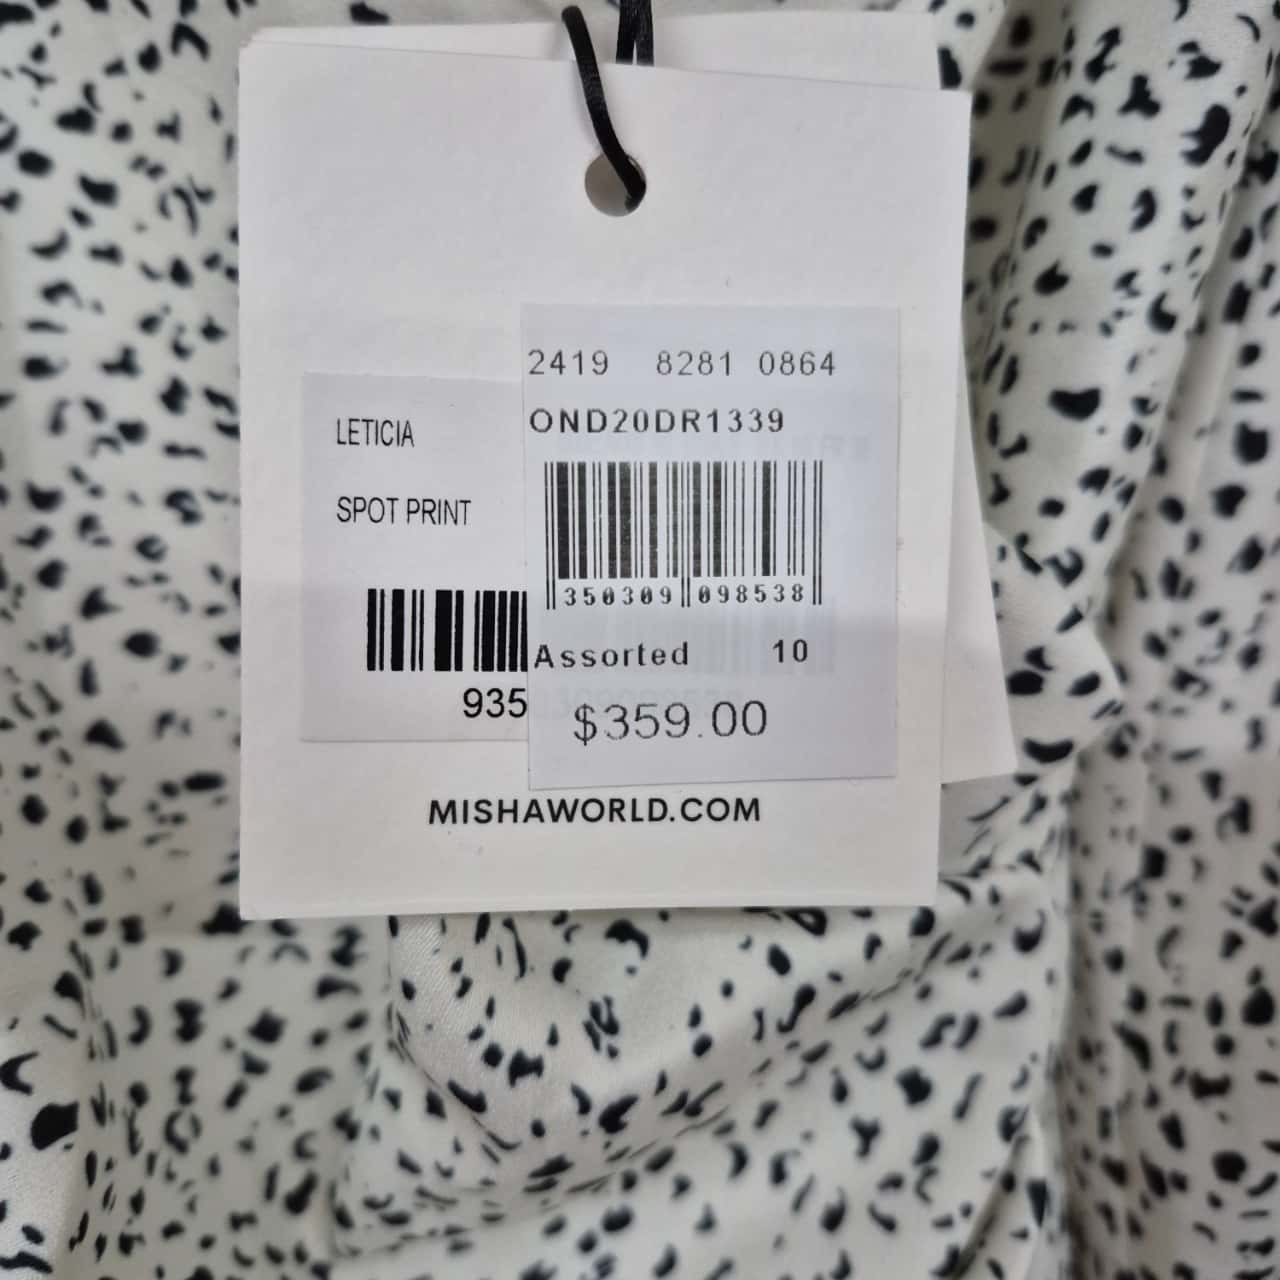 2419 8281 0864
OND20DR1339
LETICIA
SPOT PRINT
350309 098538
Assorted 10
935
$359.00
MISHAWORLD.COM